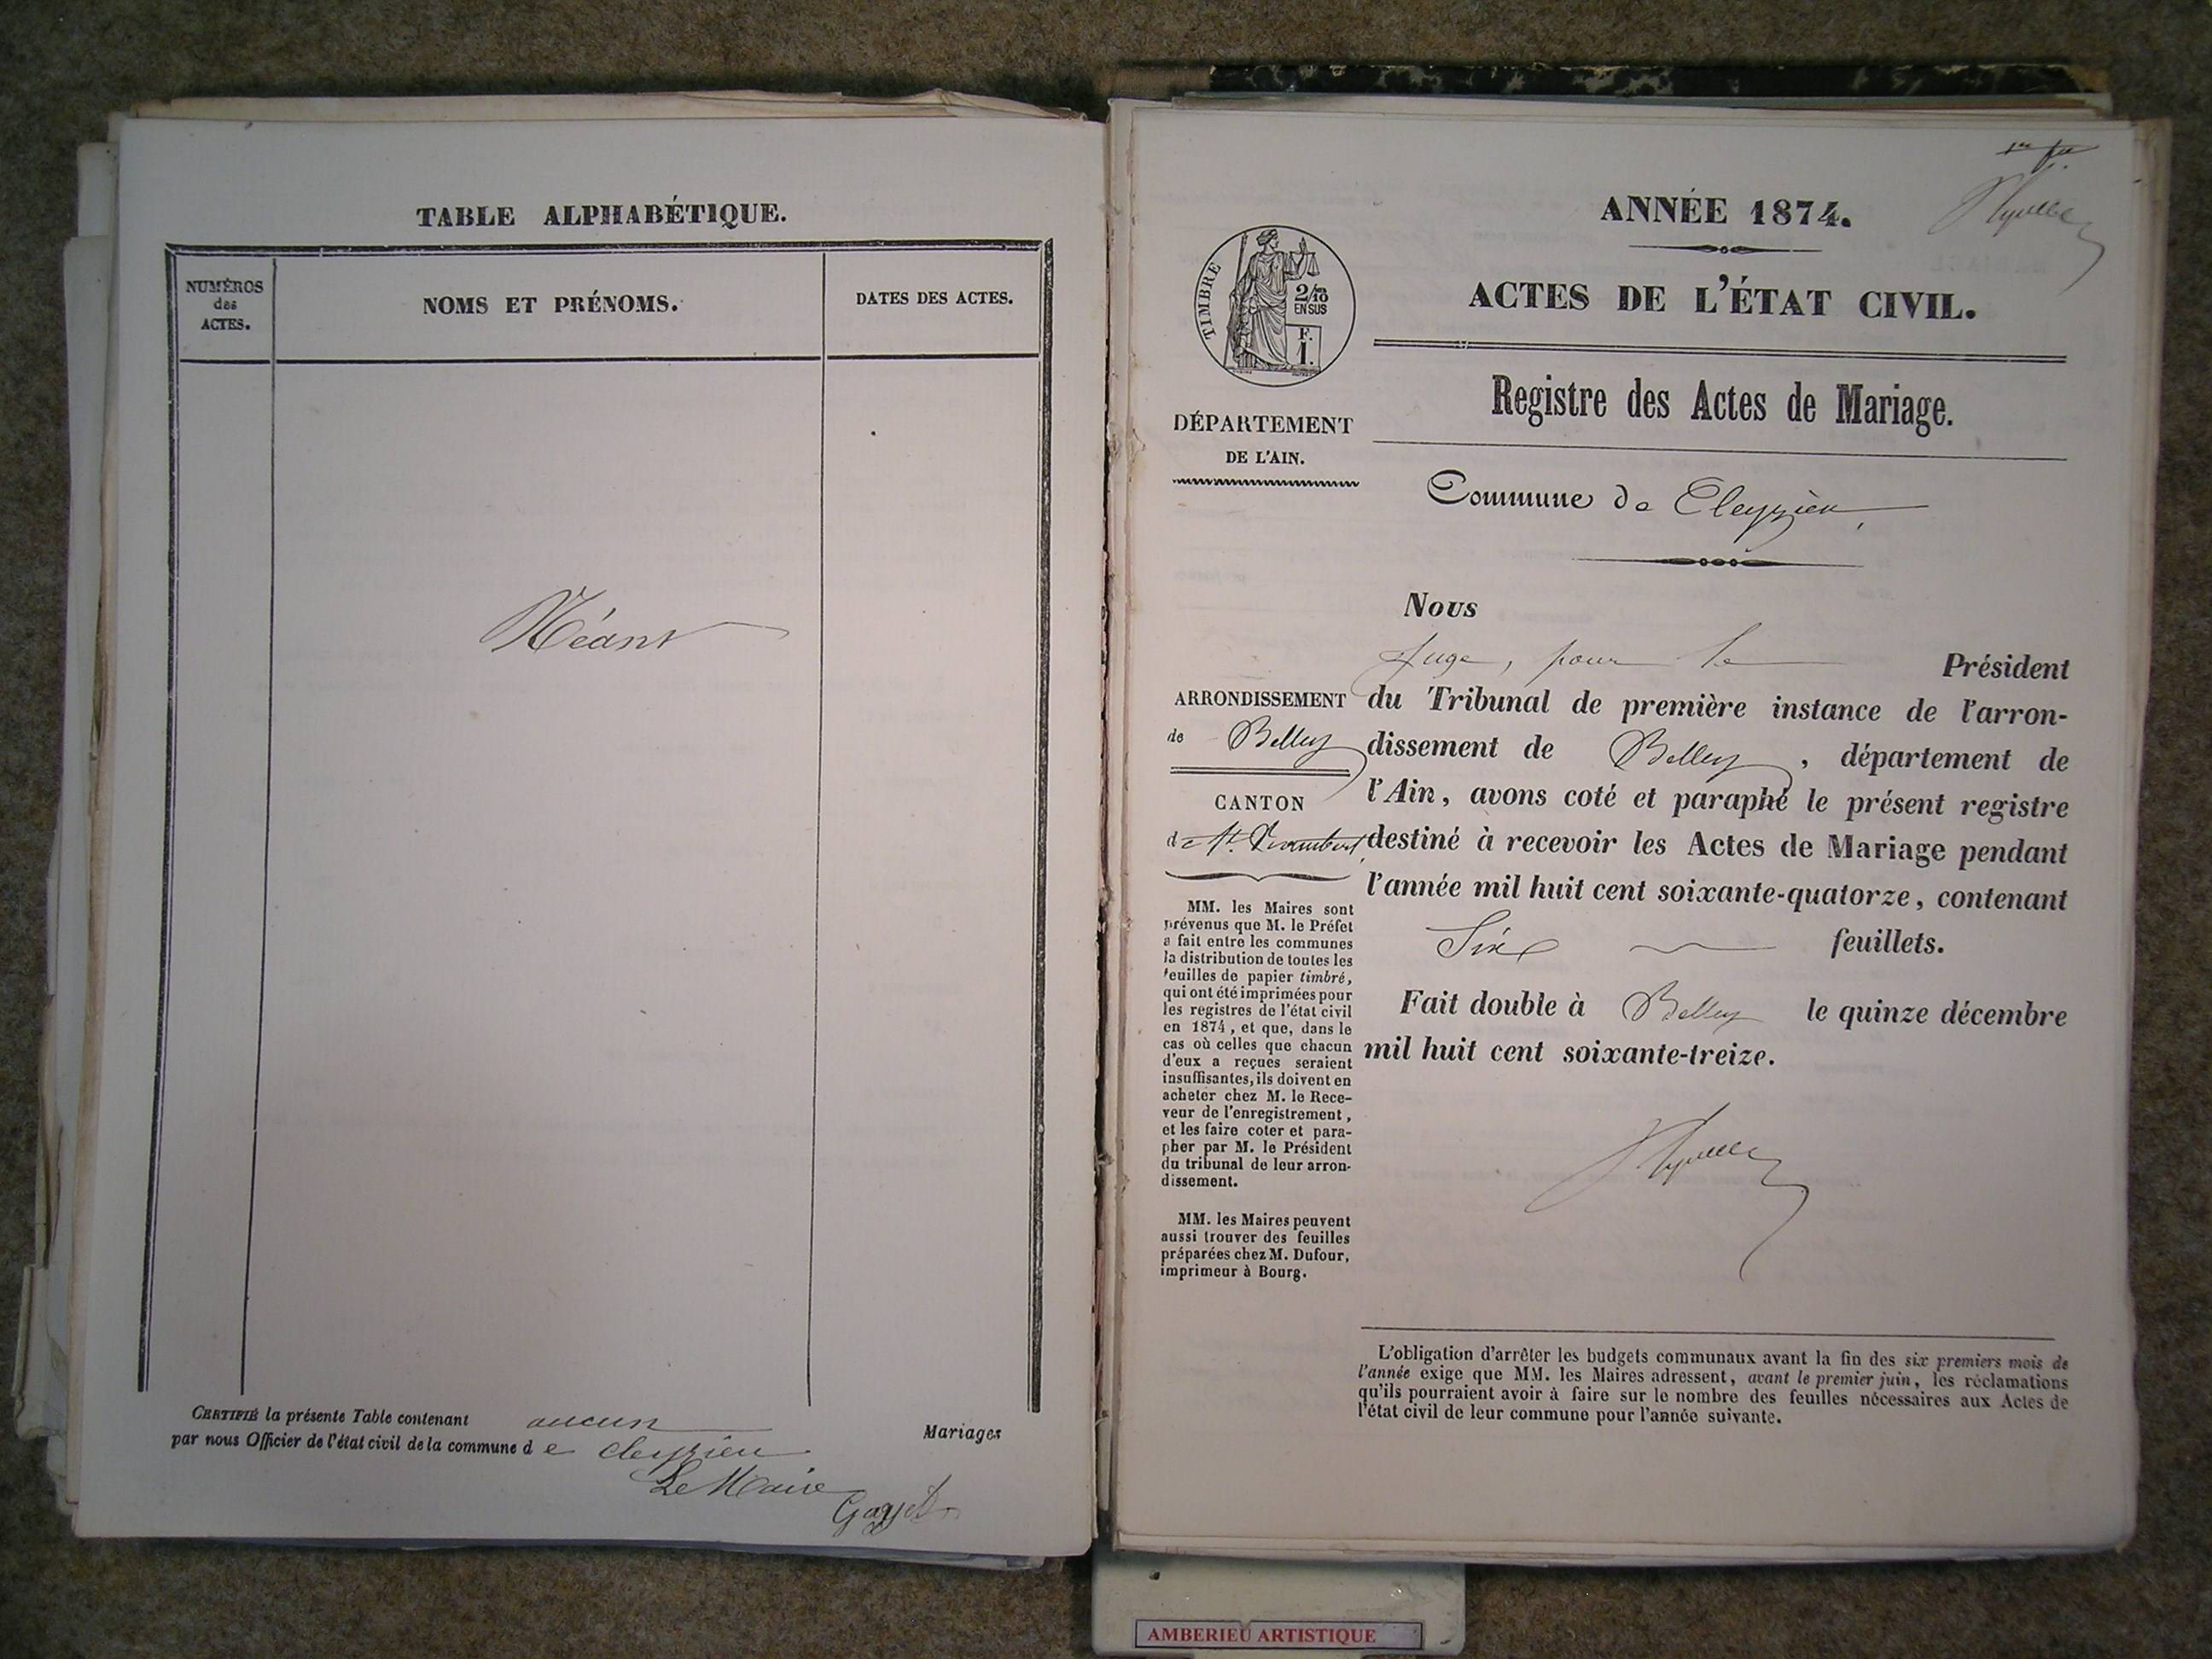 TABLE ALPHABÉTIQUE.
NUMÉROS
des
ACTES.
NOMS ET PRÉNOMS.
DATES DES ACTES.
Néant
CERTIFIÉ la présente Table contenant aucun Mariages
par nous Officier de l'état civil de la commune de Cleyzieu
Le Maire
ANNÉE 1874.
ACTES DE L'ÉTAT CIVIL.
TIMBRE
2/10
EN SUS
F.
1.
Registre des Actes de Mariage.
DÉPARTEMENT
DE L'AIN.
Commune de Cleyzieu
Nous
Juge, pour le Président
du Tribunal de première instance de l'arron-
dissement de Belley, département de
l'Ain, avons coté et paraphé le présent registre
destiné à recevoir les Actes de Mariage pendant
l'année mil huit cent soixante-quatorze, contenant
Six feuillets.
Fait double à Belley le quinze décembre
mil huit cent soixante-treize.
ARRONDISSEMENT
de Belley
CANTON
de St. Rambert
MM. les Maires sont
prévenus que M. le Préfet
a fait entre les communes
la distribution de toutes les
feuilles de papier timbré,
qui ont été imprimées pour
les registres de l'état civil
en 1874, et que, dans le
cas où celles que chacun
d'eux a reçues seraient
insuffisantes, ils doivent en
acheter chez M. le Rece-
veur de l'enregistrement,
et les faire coter et para-
pher par M. le Président
du tribunal de leur arron-
dissement.
MM. les Maires peuvent
aussi trouver des feuilles
préparées chez M. Dufour,
imprimeur à Bourg.
L'obligation d'arrêter les budgets communaux avant la fin des six premiers mois de
l'année exige que MM. les Maires adressent, avant le premier juin, les réclamations
qu'ils pourraient avoir à faire sur le nombre des feuilles nécessaires aux Actes de
l'état civil de leur commune pour l'année suivante.
AMBERIEU ARTISTIQUE